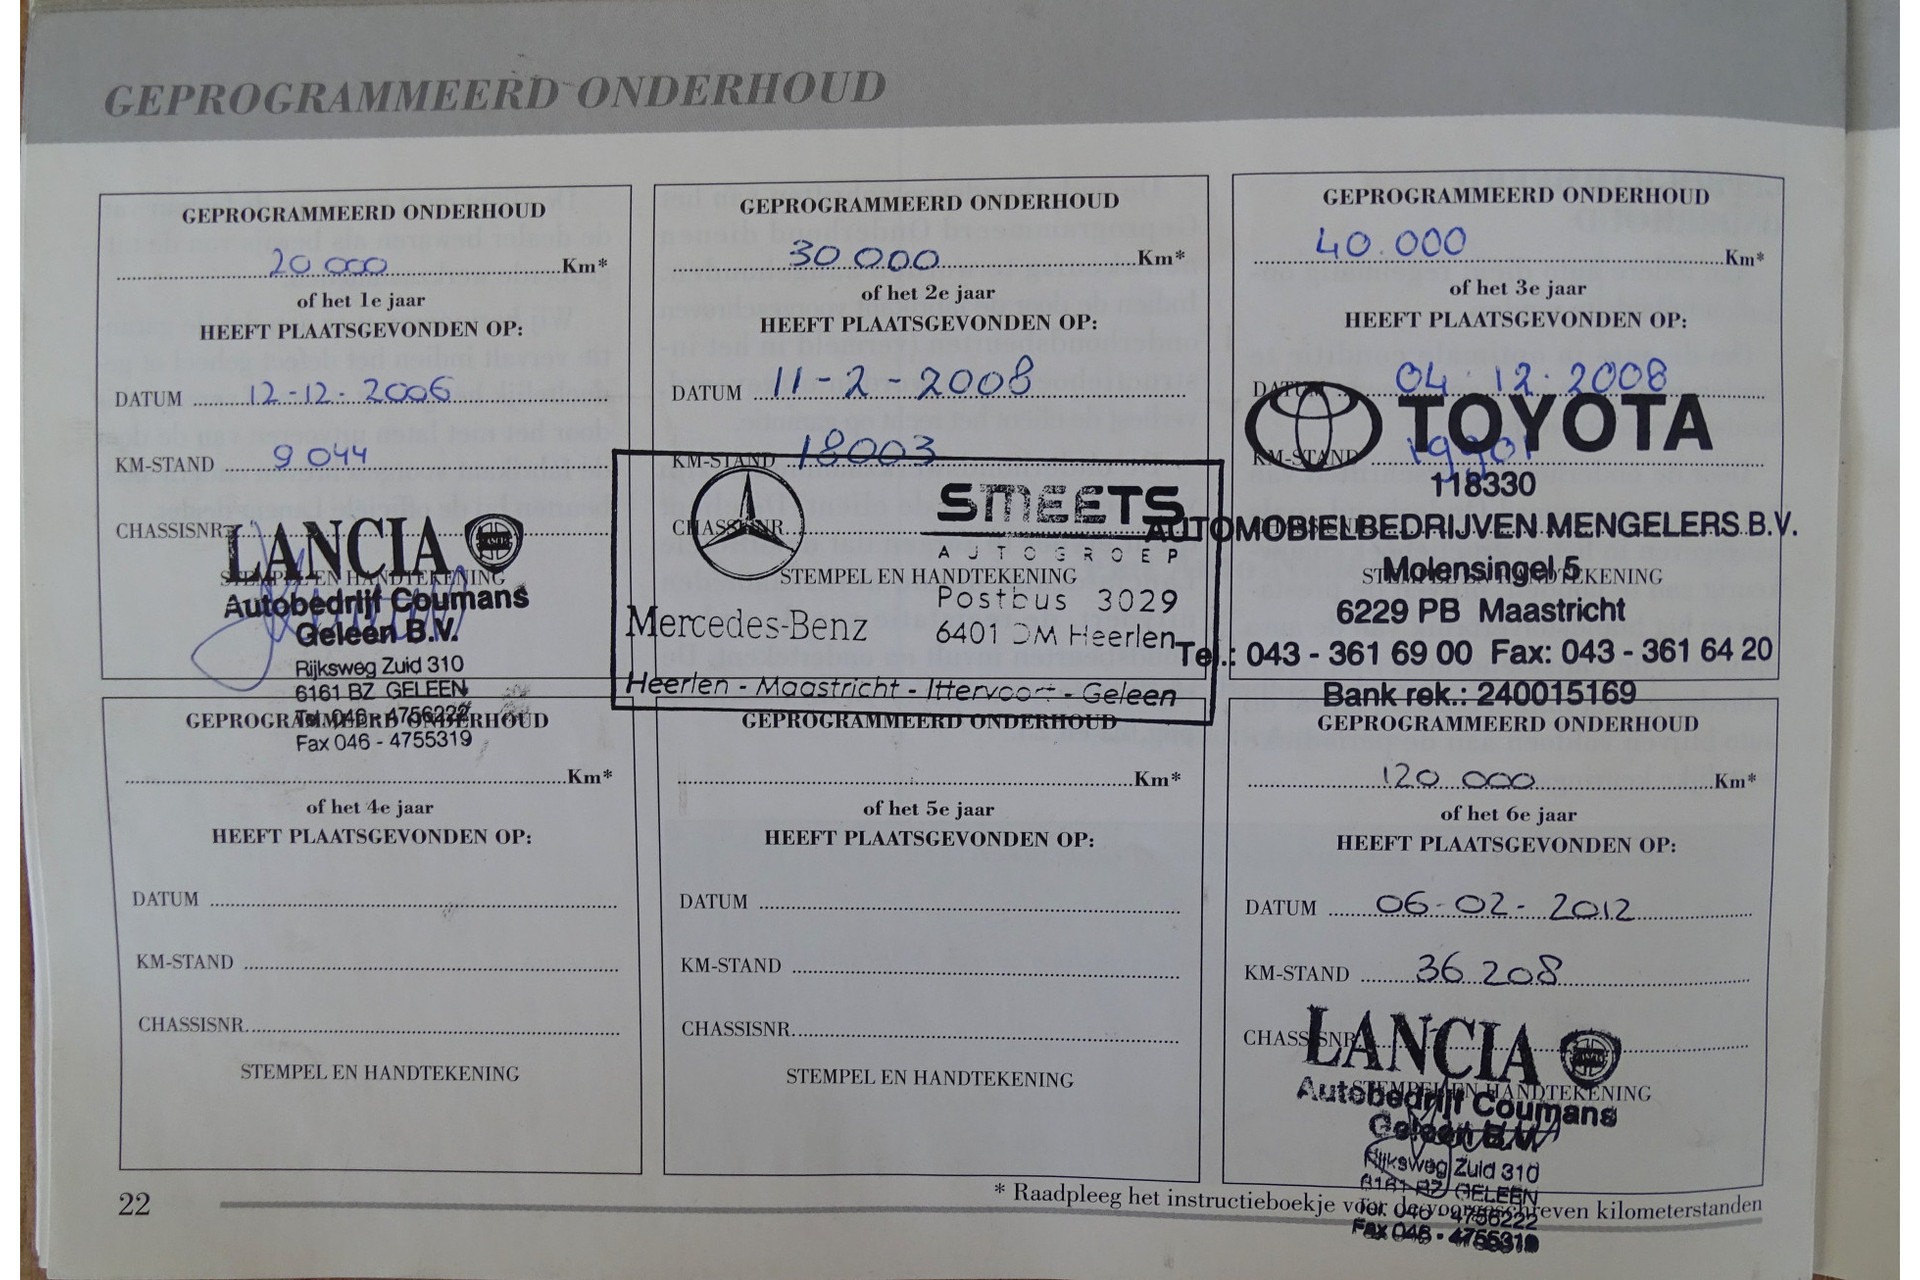 GEPROGRAMMEERD ONDERHOUD
GEPROGRAMMEERD ONDERHOUD
20 000 Km*
of het 1e jaar
HEEFT PLAATSGEVONDEN OP:
DATUM 12-12-2006
KM-STAND 9 044
CHASSISNR.
STEMPEL EN HANDTEKENING
LANCIA
Autobedrijf Coumans
Geleen B.V.
Rijksweg Zuid 310
6161 BZ GELEEN
Tel. 046 - 4756222
Fax 046 - 4755319
GEPROGRAMMEERD ONDERHOUD
30 000 Km*
of het 2e jaar
HEEFT PLAATSGEVONDEN OP:
DATUM 11-2-2008
KM-STAND 18003
CHASSISNR.
STEMPEL EN HANDTEKENING
SMEETS
AUTOGROEP
Postbus 3029
Mercedes-Benz 6401 DM Heerlen
Heerlen - Maastricht - Ittervoort - Geleen
GEPROGRAMMEERD ONDERHOUD
40.000 Km*
of het 3e jaar
HEEFT PLAATSGEVONDEN OP:
DATUM 04.12.2008
KM-STAND
CHASSISNR.
STEMPEL EN HANDTEKENING
TOYOTA
118330
AUTOMOBIELBEDRIJVEN MENGELERS B.V.
Molensingel 5
6229 PB Maastricht
Tel.: 043 - 361 69 00 Fax: 043 - 361 64 20
Bank rek.: 240015169
GEPROGRAMMEERD ONDERHOUD
Km*
of het 4e jaar
HEEFT PLAATSGEVONDEN OP:
DATUM
KM-STAND
CHASSISNR.
STEMPEL EN HANDTEKENING
GEPROGRAMMEERD ONDERHOUD
Km*
of het 5e jaar
HEEFT PLAATSGEVONDEN OP:
DATUM
KM-STAND
CHASSISNR.
STEMPEL EN HANDTEKENING
GEPROGRAMMEERD ONDERHOUD
120 000 Km*
of het 6e jaar
HEEFT PLAATSGEVONDEN OP:
DATUM 06-02-2012
KM-STAND 36 208
CHASSISNR.
STEMPEL EN HANDTEKENING
LANCIA
Autobedrijf Coumans
Geleen B.V.
Rijksweg Zuid 310
6161 BZ GELEEN
Tel. 046 - 4756222
Fax 046 - 4755319
22
* Raadpleeg het instructieboekje voor de voorgeschreven kilometerstanden